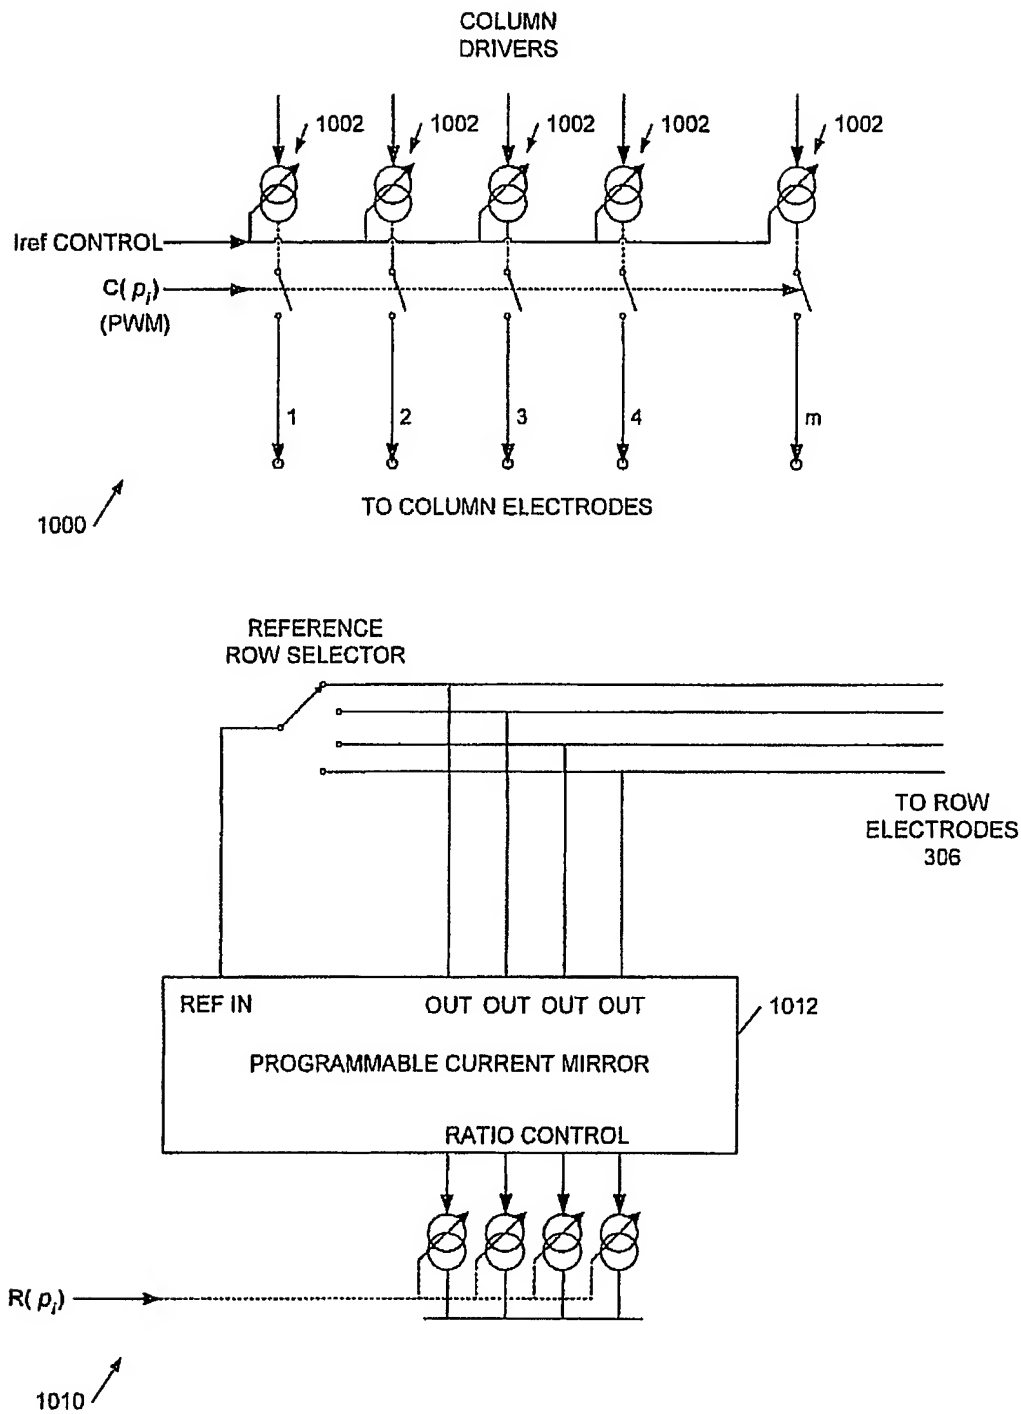 COLUMN
DRIVERS
1002 1002 1002 1002 1002
Iref CONTROL
C( pi )
(PWM)
1 2 3 4 m
TO COLUMN ELECTRODES
1000
REFERENCE
ROW SELECTOR
TO ROW
ELECTRODES
306
REF IN OUT OUT OUT OUT
1012
PROGRAMMABLE CURRENT MIRROR
RATIO CONTROL
R( pi )
1010